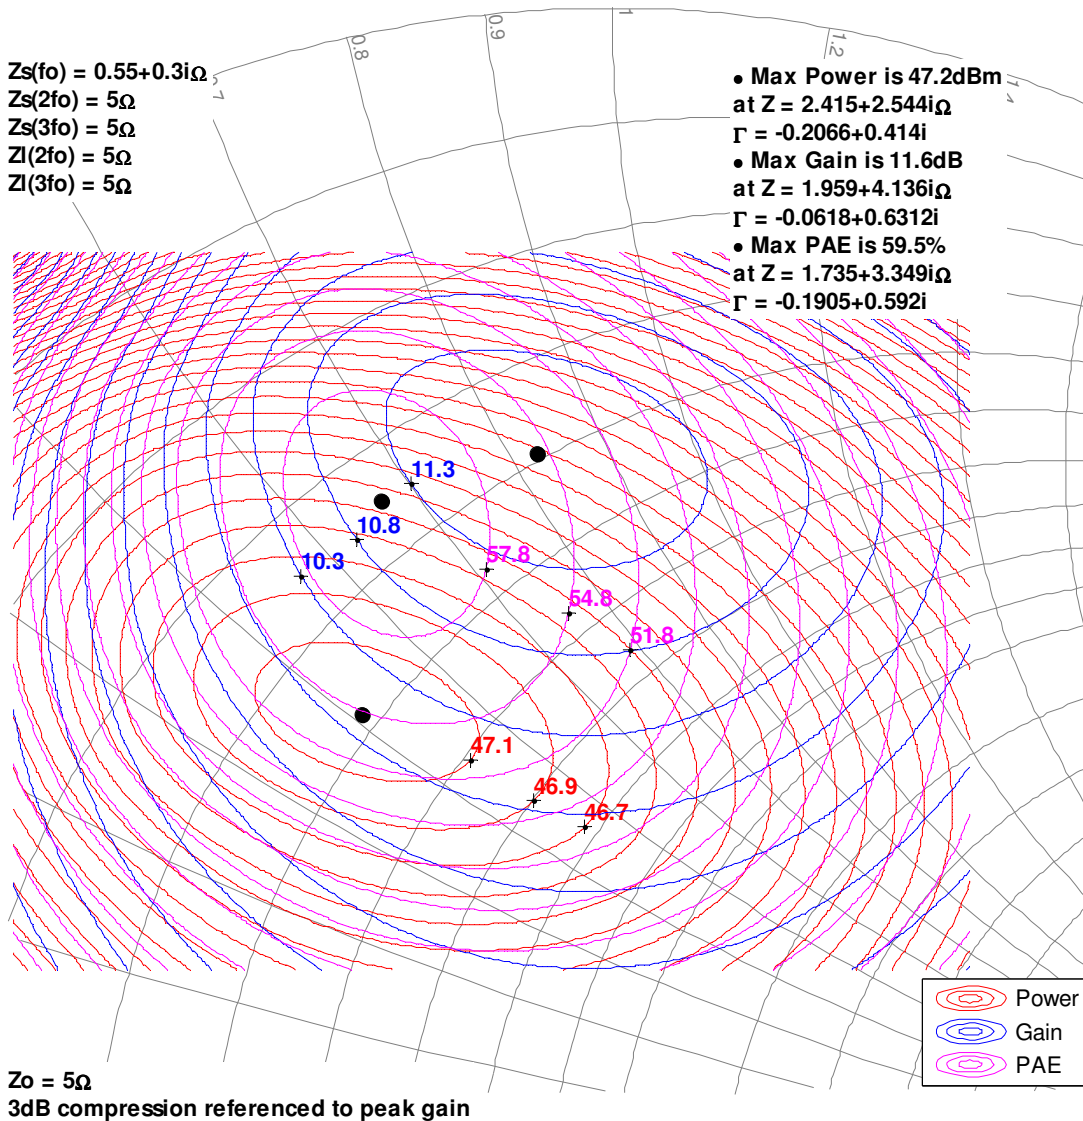 0.7
0.8
0.9
1
1.2
1.4
Zs(fo) = 0.55+0.3iΩ
Zs(2fo) = 5Ω
Zs(3fo) = 5Ω
Zl(2fo) = 5Ω
Zl(3fo) = 5Ω
● Max Power is 47.2dBm
at Z = 2.415+2.544iΩ
Γ = -0.2066+0.414i
● Max Gain is 11.6dB
at Z = 1.959+4.136iΩ
Γ = -0.0618+0.6312i
● Max PAE is 59.5%
at Z = 1.735+3.349iΩ
Γ = -0.1905+0.592i
11.3
10.8
10.3
57.8
54.8
51.8
47.1
46.9
46.7
Power
Gain
PAE
Zo = 5Ω
3dB compression referenced to peak gain